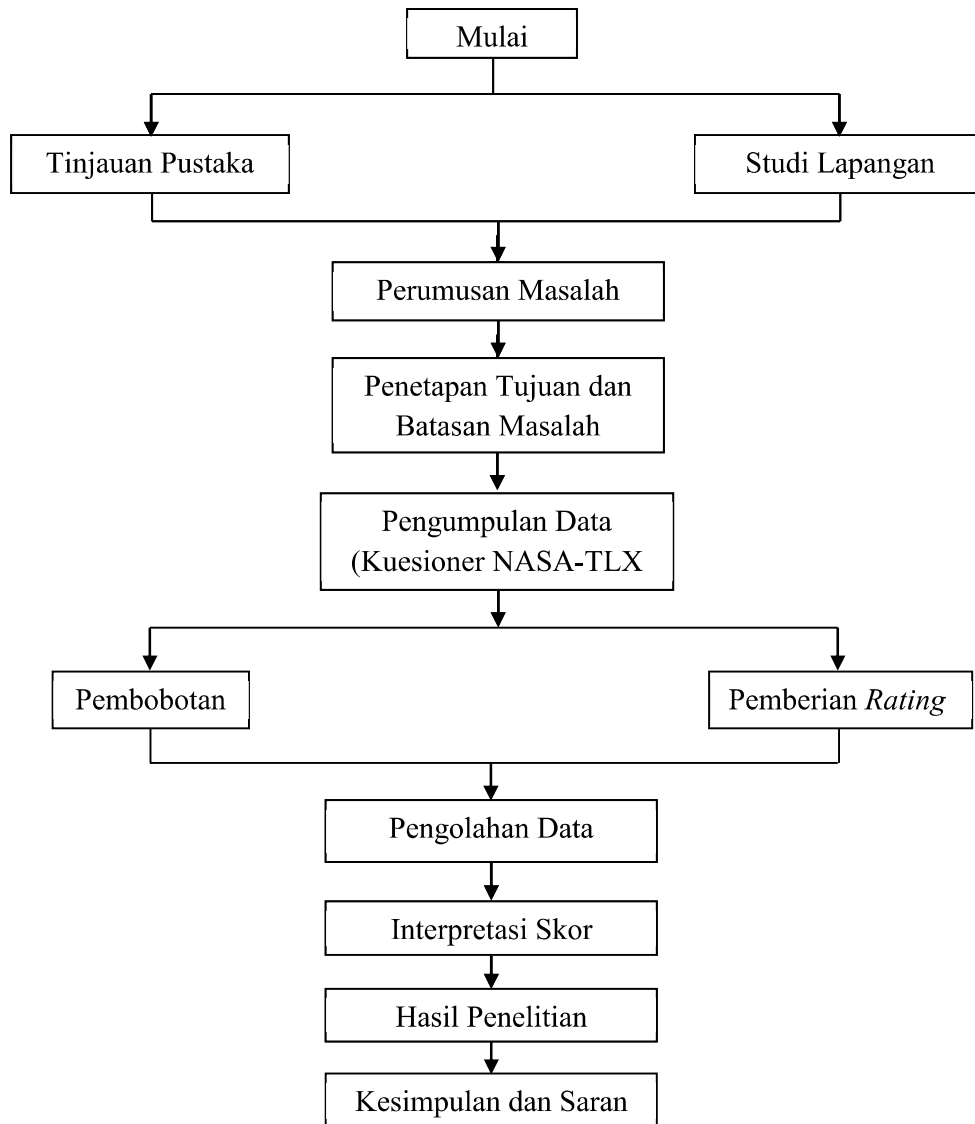 Mulai
Tinjauan Pustaka
Studi Lapangan
Perumusan Masalah
Penetapan Tujuan dan
Batasan Masalah
Pengumpulan Data
(Kuesioner NASA-TLX
Pembobotan
Pemberian Rating
Pengolahan Data
Interpretasi Skor
Hasil Penelitian
Kesimpulan dan Saran